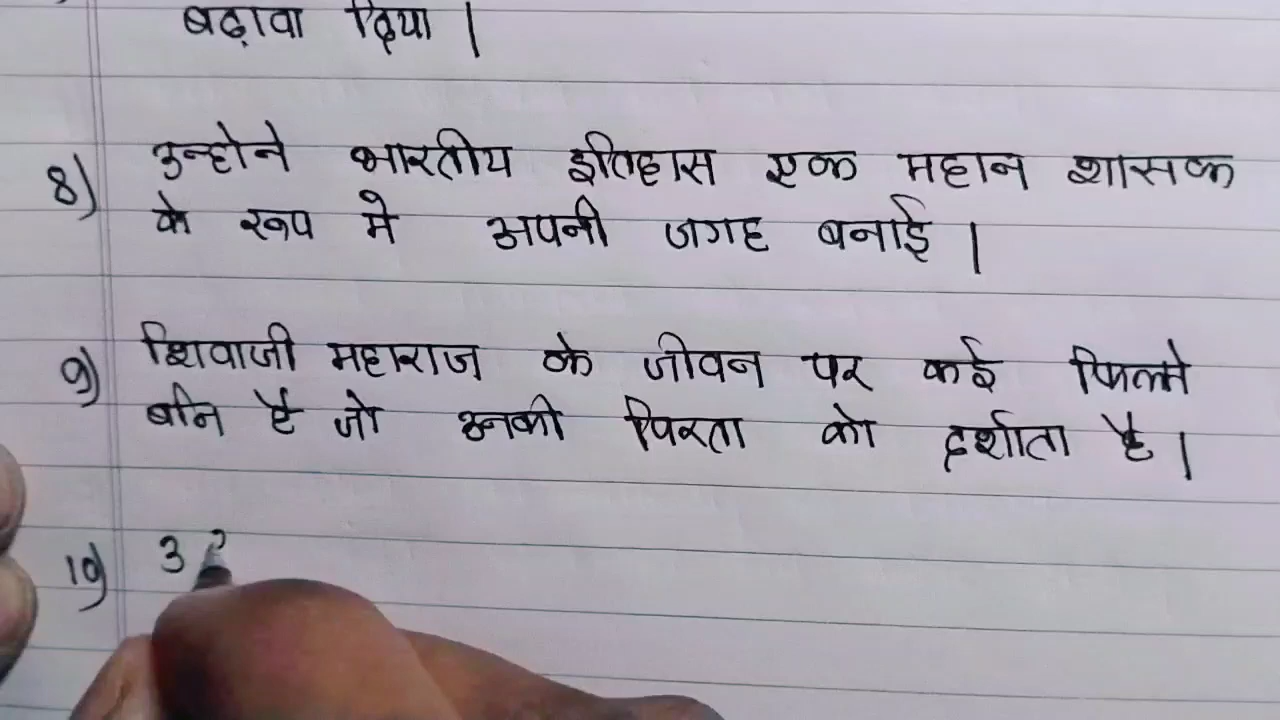 बढ़ावा दिया |
8) उन्होने भारतीय इतिहास एक महान शासक
के रूप मे अपनी जगह बनाई |
9) शिवाजी महाराज के जीवन पर कई फिल्मे
बनि है जो उनकी विरता को दर्शाता है |
10)